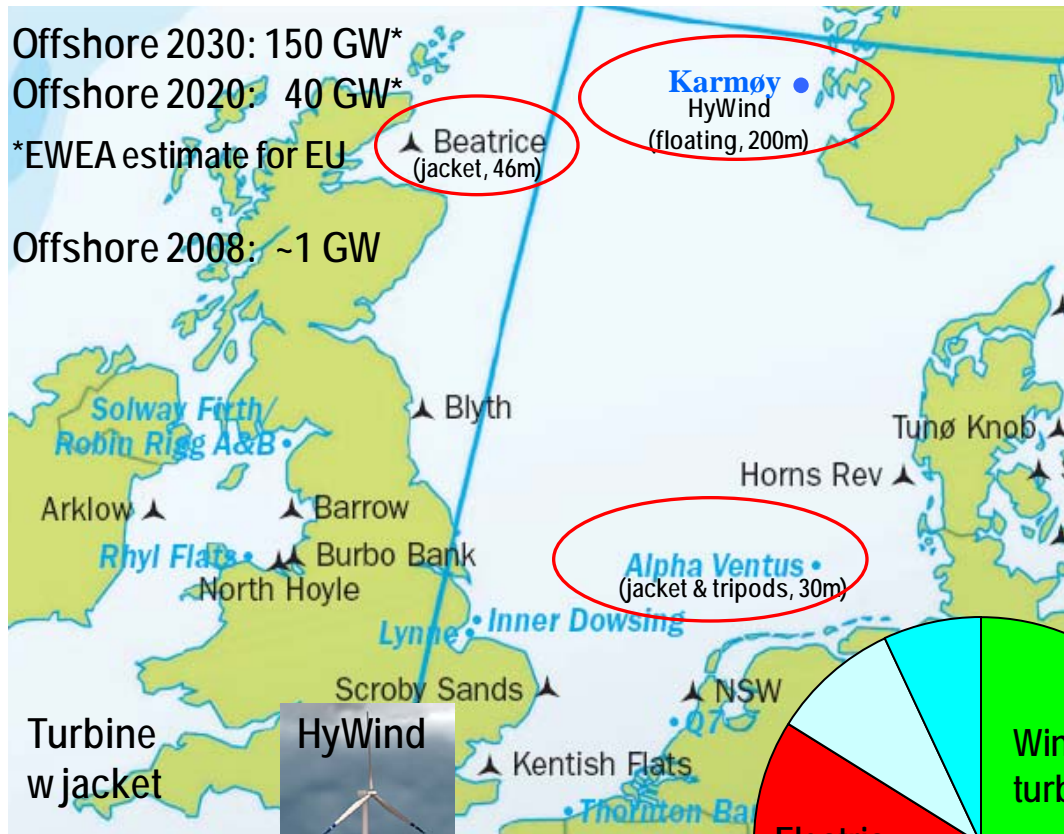 Offshore 2030: 150 GW*
Offshore 2020: 40 GW*
*EWEA estimate for EU
Offshore 2008: ~1 GW
Karmøy
HyWind
(floating, 200m)
Beatrice
(jacket, 46m)
Solway Firth/
Robin Rigg A&B
Blyth
Tunø Knob
Horns Rev
Arklow
Barrow
Rhyl Flats
Burbo Bank
North Hoyle
Alpha Ventus
(jacket & tripods, 30m)
Inner Dowsing
Lynne
Scroby Sands
NSW
Q7
Kentish Flats
Turbine
w jacket
HyWind
Thornton